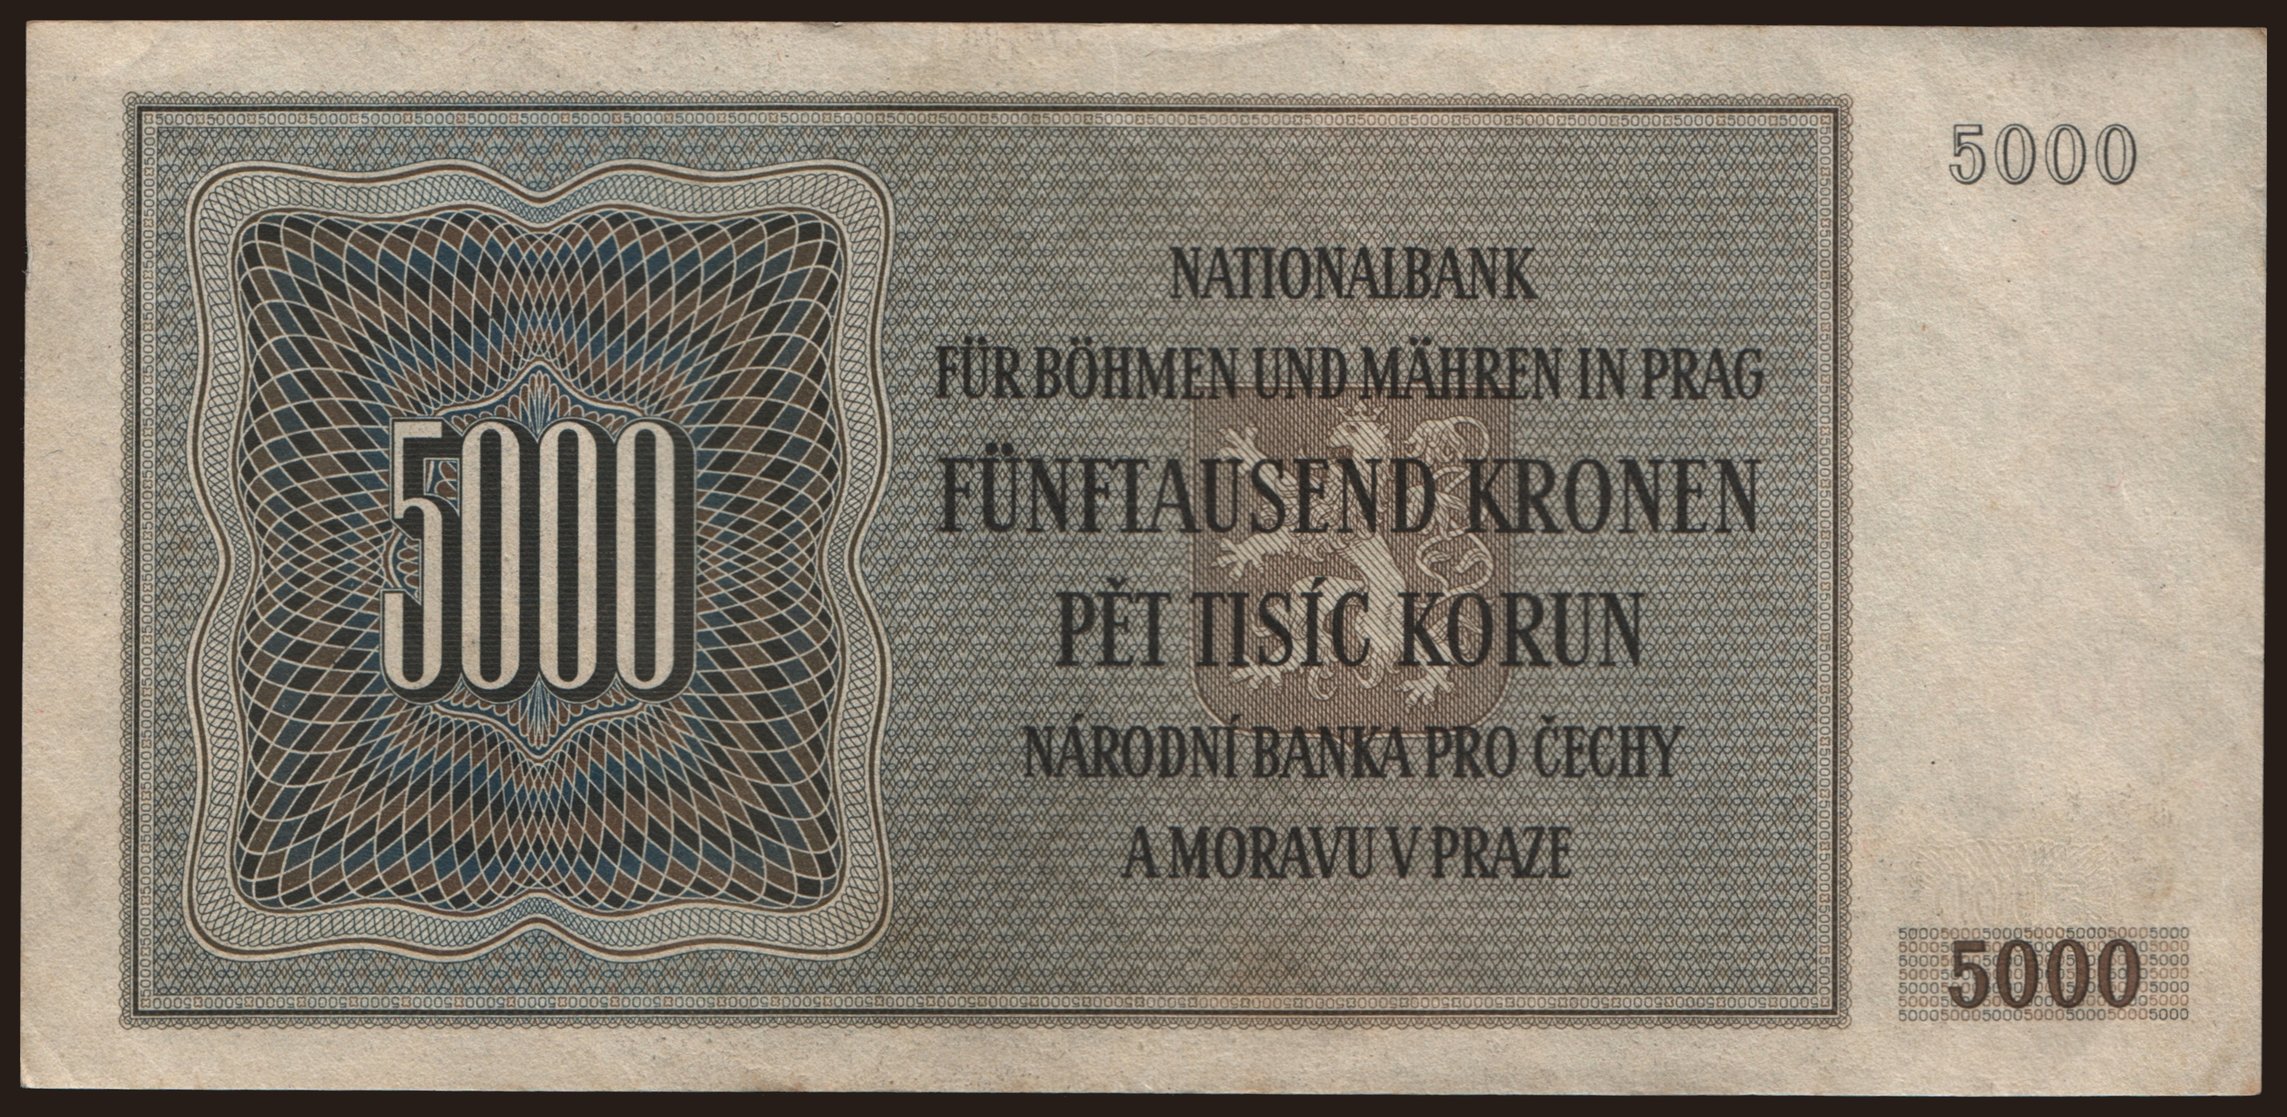 5000
NATIONALBANK
FÜR BÖHMEN UND MÄHREN IN PRAG
FÜNFTAUSEND KRONEN
5000
PĚT TISÍC KORUN
NÁRODNÍ BANKA PRO ČECHY
A MORAVU V PRAZE
5000